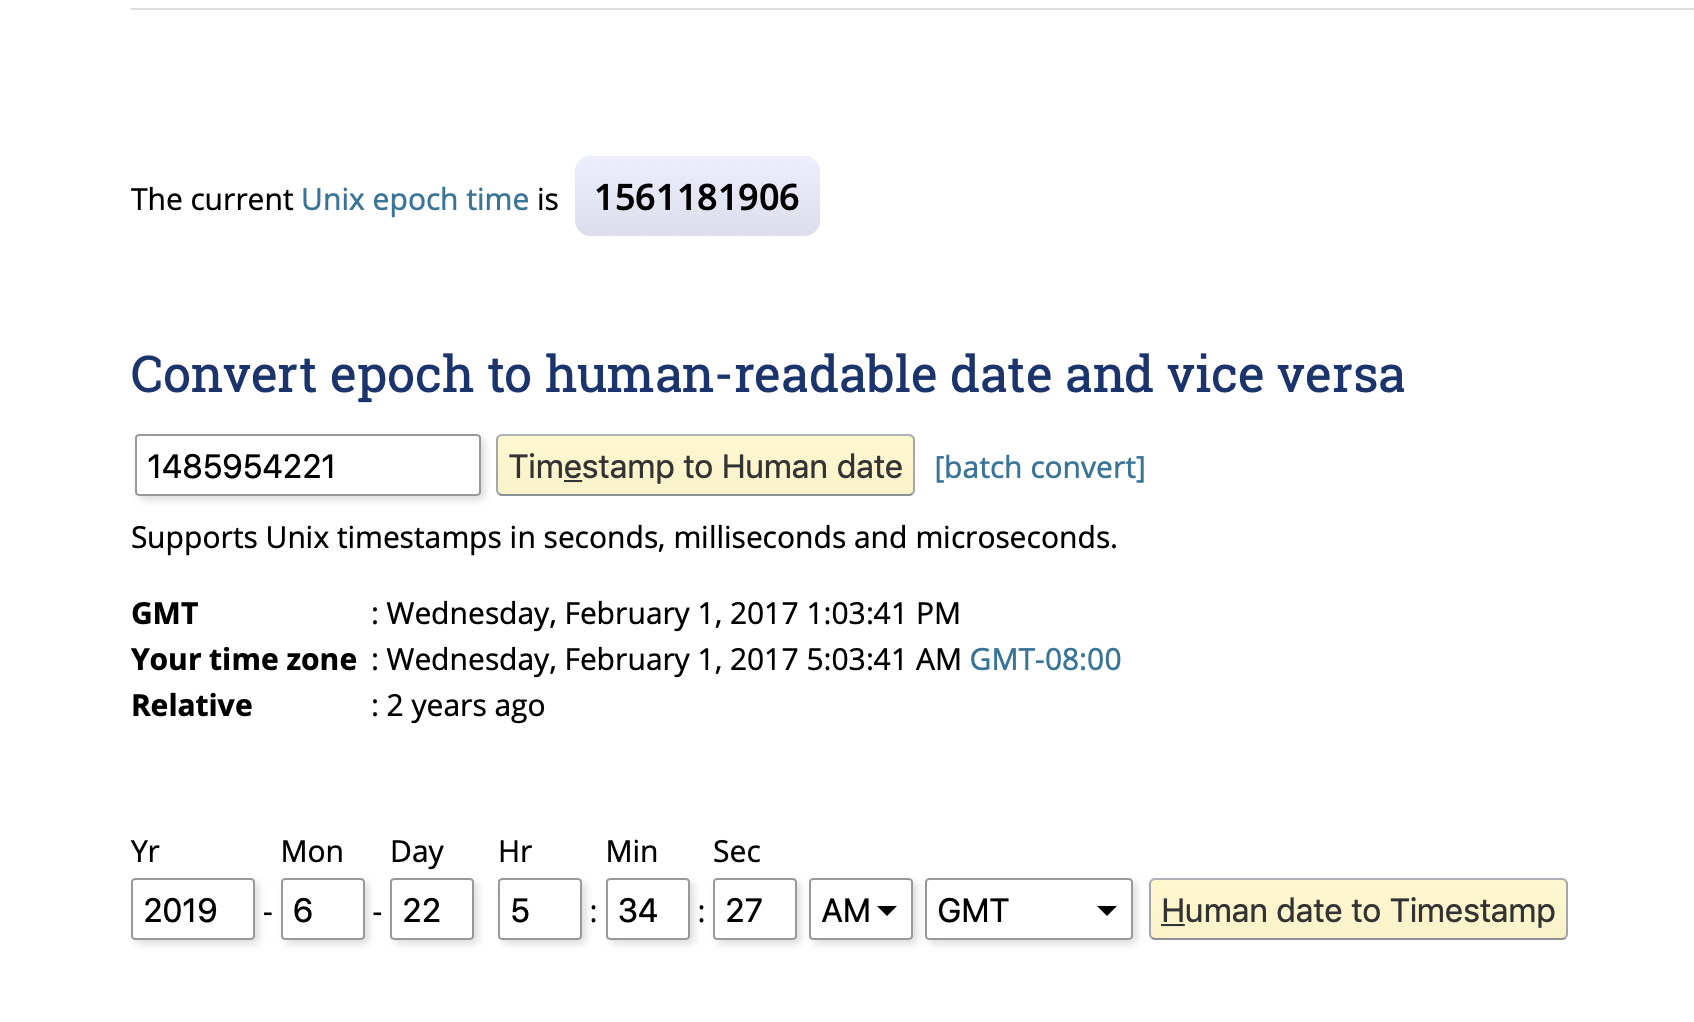 The current Unix epoch time is 1561181906
Convert epoch to human-readable date and vice versa
1485954221 Timestamp to Human date [batch convert]
Supports Unix timestamps in seconds, milliseconds and microseconds.
GMT : Wednesday, February 1, 2017 1:03:41 PM
Your time zone : Wednesday, February 1, 2017 5:03:41 AM GMT-08:00
Relative : 2 years ago
Yr Mon Day Hr Min Sec
2019 - 6 - 22 5 : 34 : 27 AM GMT Human date to Timestamp